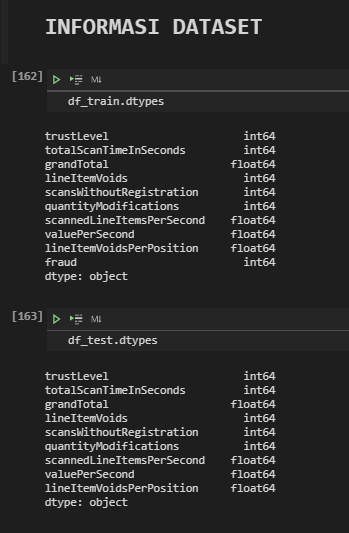 INFORMASI DATASET
[162] M↓
df_train.dtypes
trustLevel int64
totalScanTimeInSeconds int64
grandTotal float64
lineItemVoids int64
scansWithoutRegistration int64
quantityModifications int64
scannedLineItemsPerSecond float64
valuePerSecond float64
lineItemVoidsPerPosition float64
fraud int64
dtype: object
[163] M↓
df_test.dtypes
trustLevel int64
totalScanTimeInSeconds int64
grandTotal float64
lineItemVoids int64
scansWithoutRegistration int64
quantityModifications int64
scannedLineItemsPerSecond float64
valuePerSecond float64
lineItemVoidsPerPosition float64
dtype: object